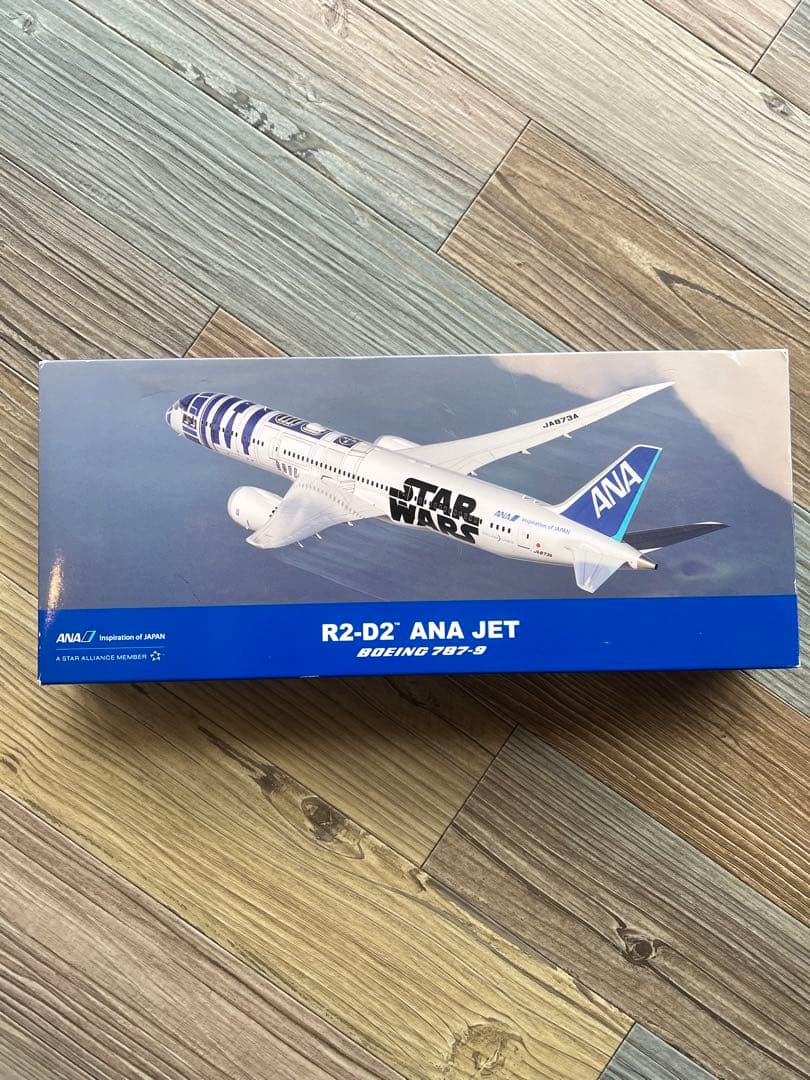 JA873A
ANA
STAR
WARS
ANA Inspiration of JAPAN
JA873A
R2-D2™ ANA JET
BOEING 787-9
ANA Inspiration of JAPAN
A STAR ALLIANCE MEMBER